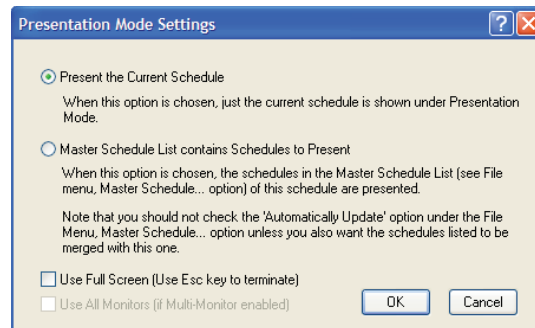 Presentation Mode Settings
Present the Current Schedule
When this option is chosen, just the current schedule is shown under Presentation
Mode.
Master Schedule List contains Schedules to Present
When this option is chosen, the schedules in the Master Schedule List (see File
menu, Master Schedule... option) of this schedule are presented.
Note that you should not check the 'Automatically Update' option under the File
Menu, Master Schedule... option unless you also want the schedules listed to be
merged with this one.
Use Full Screen (Use Esc key to terminate)
Use All Monitors (if Multi-Monitor enabled)
OK
Cancel